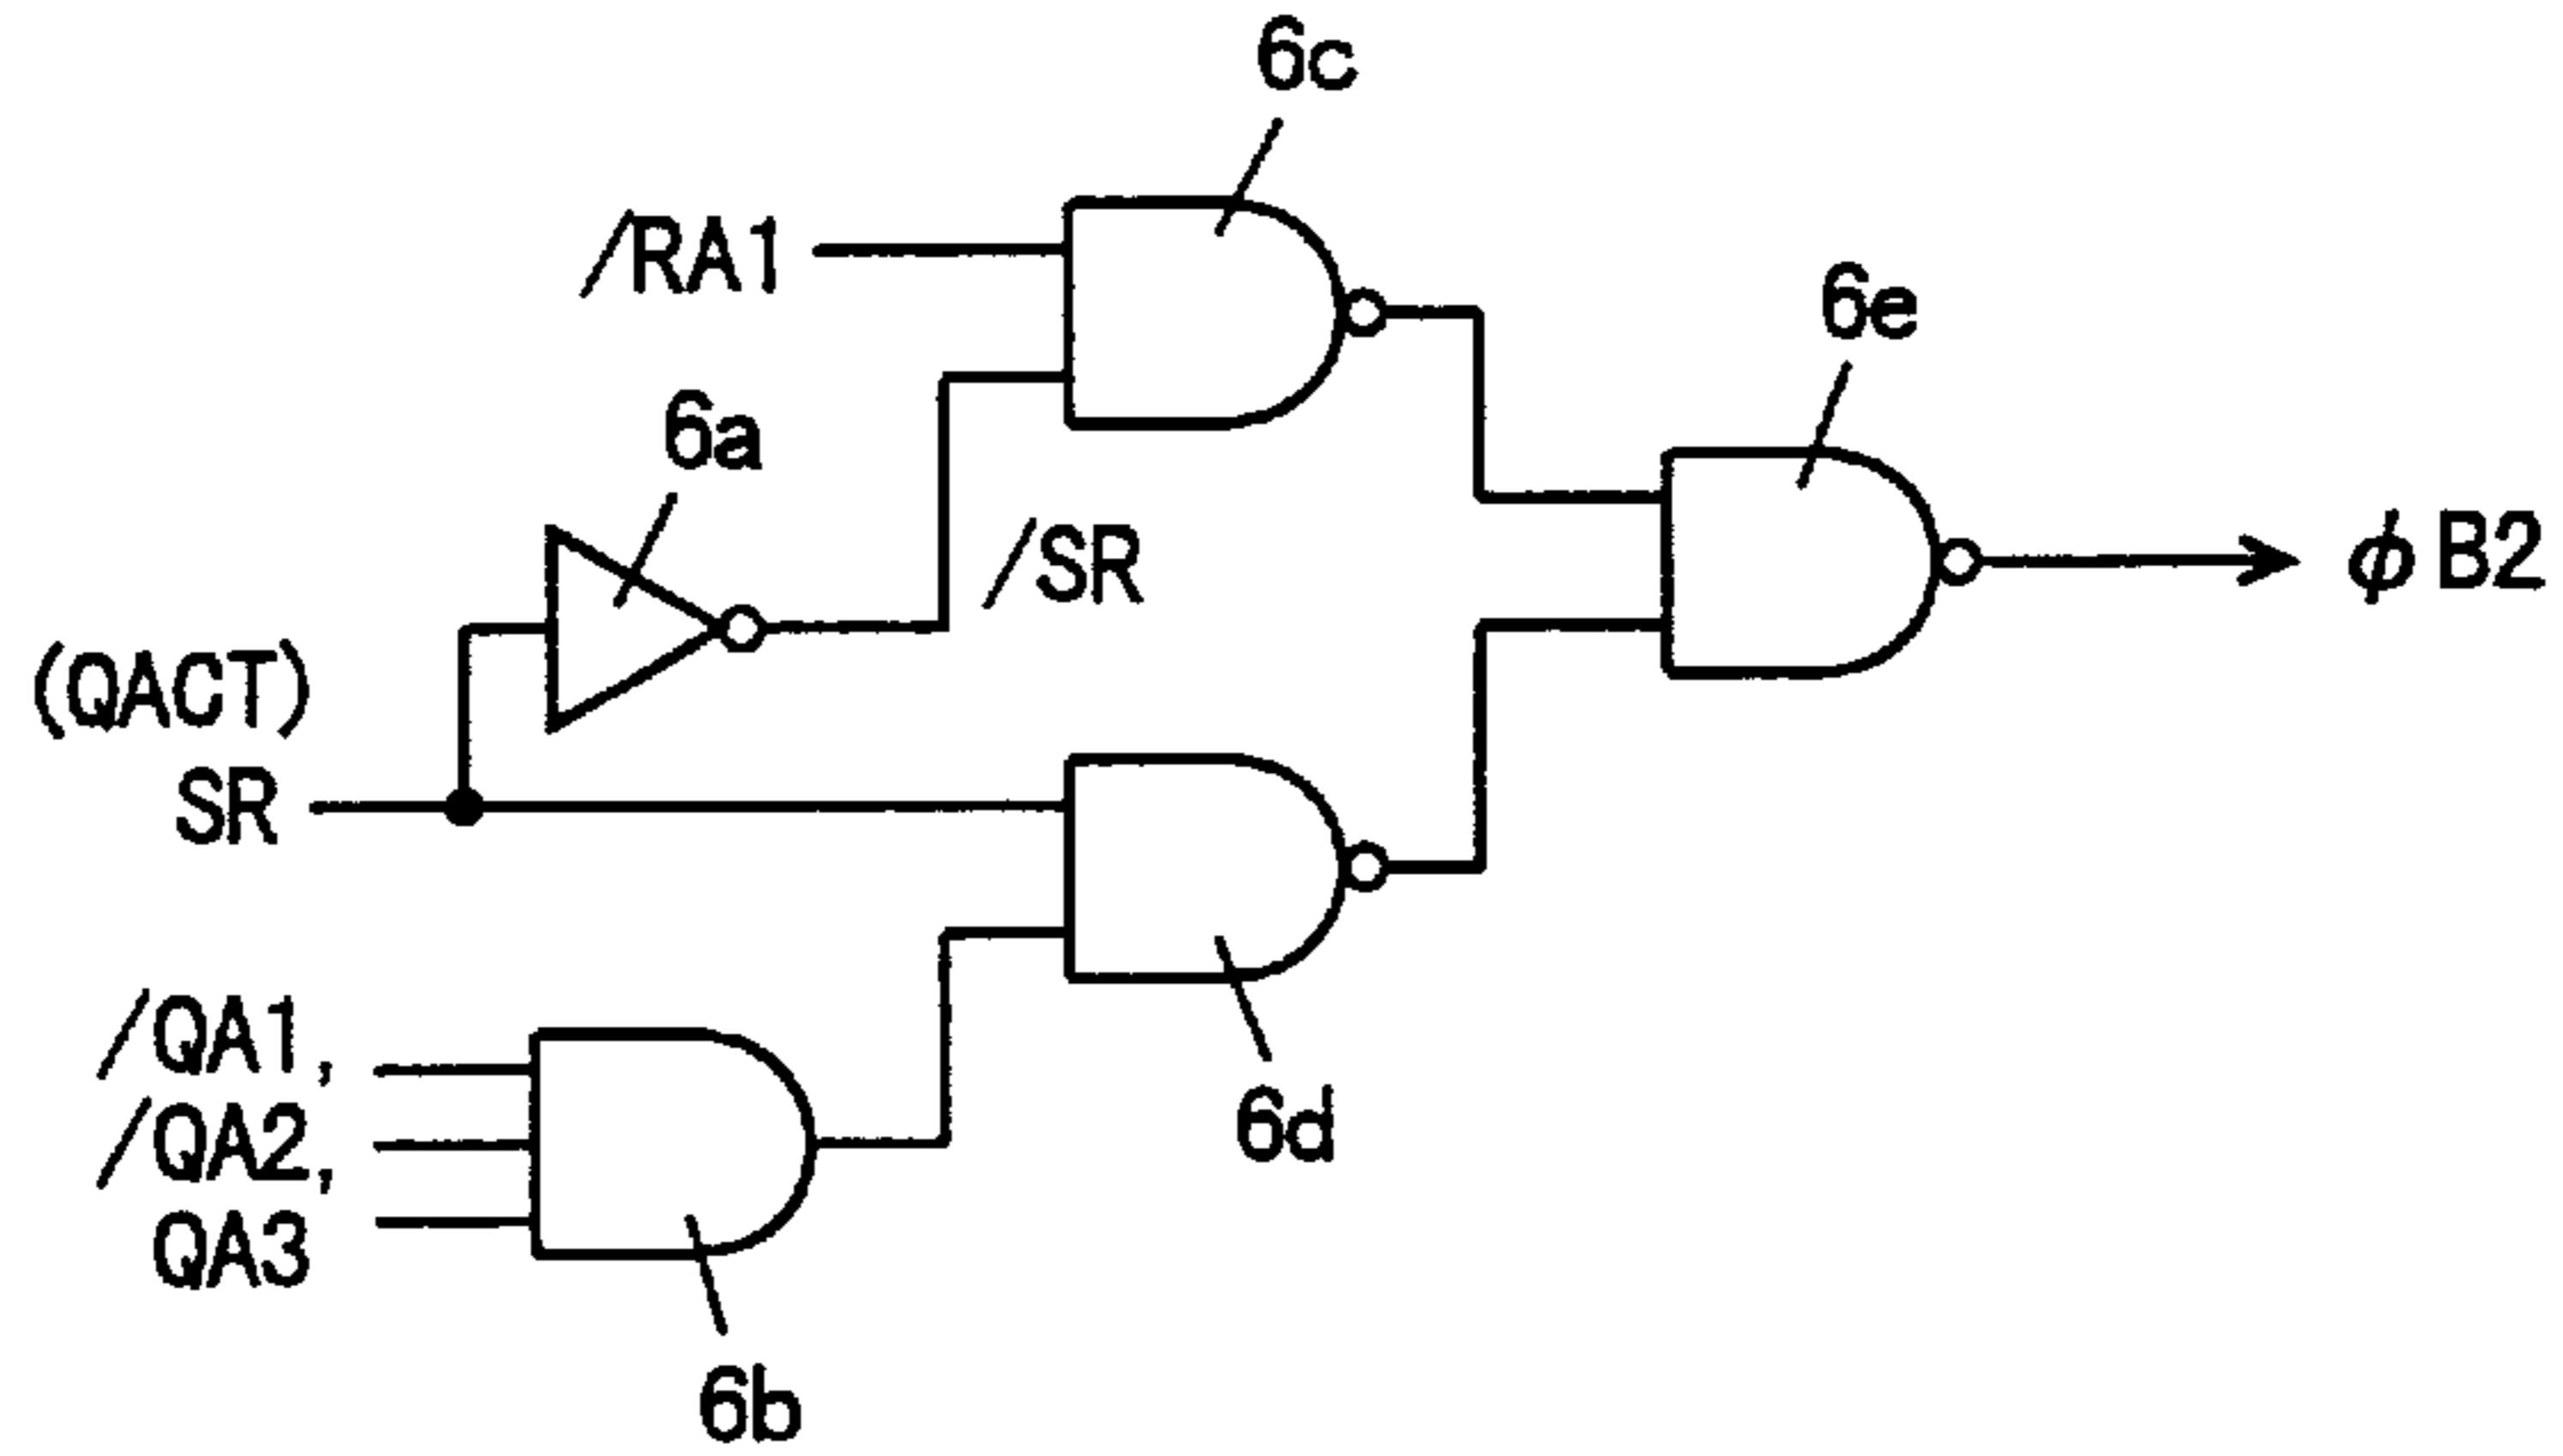 6c
/RA1
6e
6a
/SR
φB2
(QACT)
SR
/QA1,
/QA2,
QA3
6d
6b